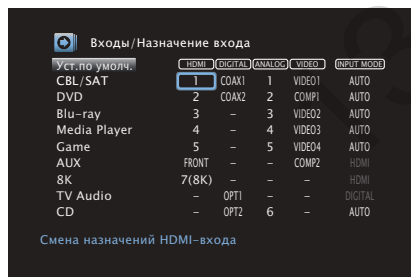 Входы/Назначение входа
Уст.по умолч. HDMI DIGITAL ANALOG VIDEO INPUT MODE
CBL/SAT 1 COAX1 1 VIDEO1 AUTO
DVD 2 COAX2 2 COMP1 AUTO
Blu-ray 3 – 3 VIDEO2 AUTO
Media Player 4 – 4 VIDEO3 AUTO
Game 5 – 5 VIDEO4 AUTO
AUX FRONT – – COMP2 HDMI
8K 7(8K) – – – HDMI
TV Audio – OPT1 – – DIGITAL
CD – OPT2 6 – AUTO
Смена назначений HDMI-входа